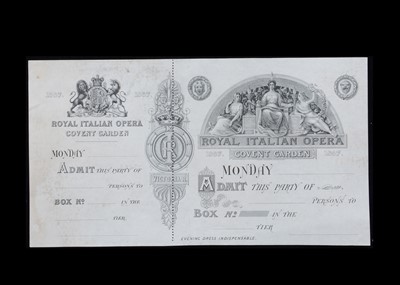 ROYAL ITALIAN OPERA
COVENT GARDEN
MONDAY
ADMIT THIS PARTY OF
PERSONS TO
BOX No IN THE
TIER
VICTORIA
ROYAL ITALIAN OPERA
COVENT GARDEN
MONDAY
ADMIT THIS PARTY OF
PERSONS TO
BOX No IN THE
TIER
EVENING DRESS INDISPENSABLE